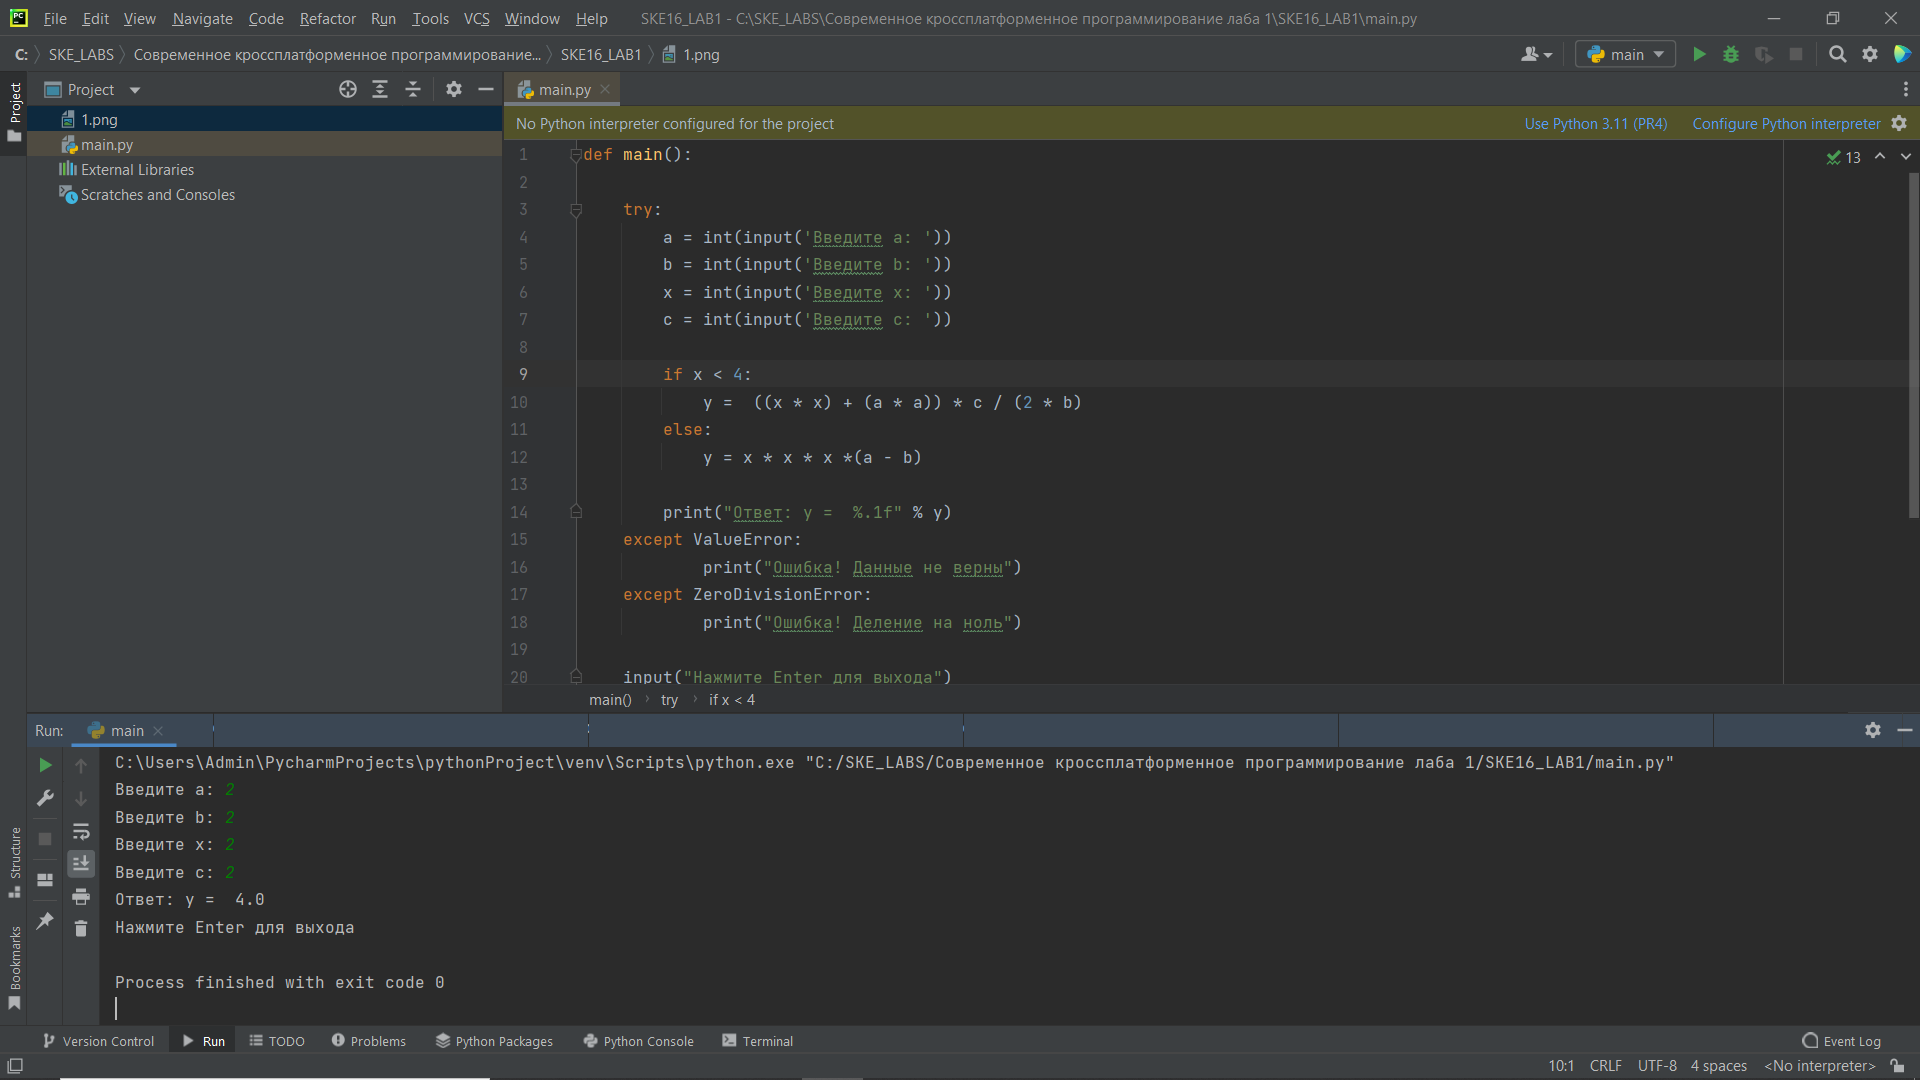 File Edit View Navigate Code Refactor Run Tools VCS Window Help SKE16_LAB1 - C:\SKE_LABS\Современное кроссплатформенное программирование лаба 1\SKE16_LAB1\main.py
C: SKE_LABS Современное кроссплатформенное программирование... SKE16_LAB1 1.png main
Project main.py
Project
1.png
main.py
External Libraries
Scratches and Consoles
No Python interpreter configured for the project Use Python 3.11 (PR4) Configure Python interpreter
13
1 def main():
2
3 try:
4 a = int(input('Введите a: '))
5 b = int(input('Введите b: '))
6 x = int(input('Введите x: '))
7 c = int(input('Введите c: '))
8
9 if x < 4:
10 y =  ((x * x) + (a * a)) * c / (2 * b)
11 else:
12 y = x * x * x *(a - b)
13
14 print("Ответ: y =  %.1f" % y)
15 except ValueError:
16 print("Ошибка! Данные не верны")
17 except ZeroDivisionError:
18 print("Ошибка! Деление на ноль")
19
20 input("Нажмите Enter для выхода")
main() try if x < 4
Run: main
C:\Users\Admin\PycharmProjects\pythonProject\venv\Scripts\python.exe "C:/SKE_LABS/Современное кроссплатформенное программирование лаба 1/SKE16_LAB1/main.py"
Введите a: 2
Введите b: 2
Введите x: 2
Введите c: 2
Ответ: y =  4.0
Нажмите Enter для выхода
Process finished with exit code 0
Structure
Bookmarks
Version Control Run TODO Problems Python Packages Python Console Terminal Event Log
10:1 CRLF UTF-8 4 spaces <No interpreter>